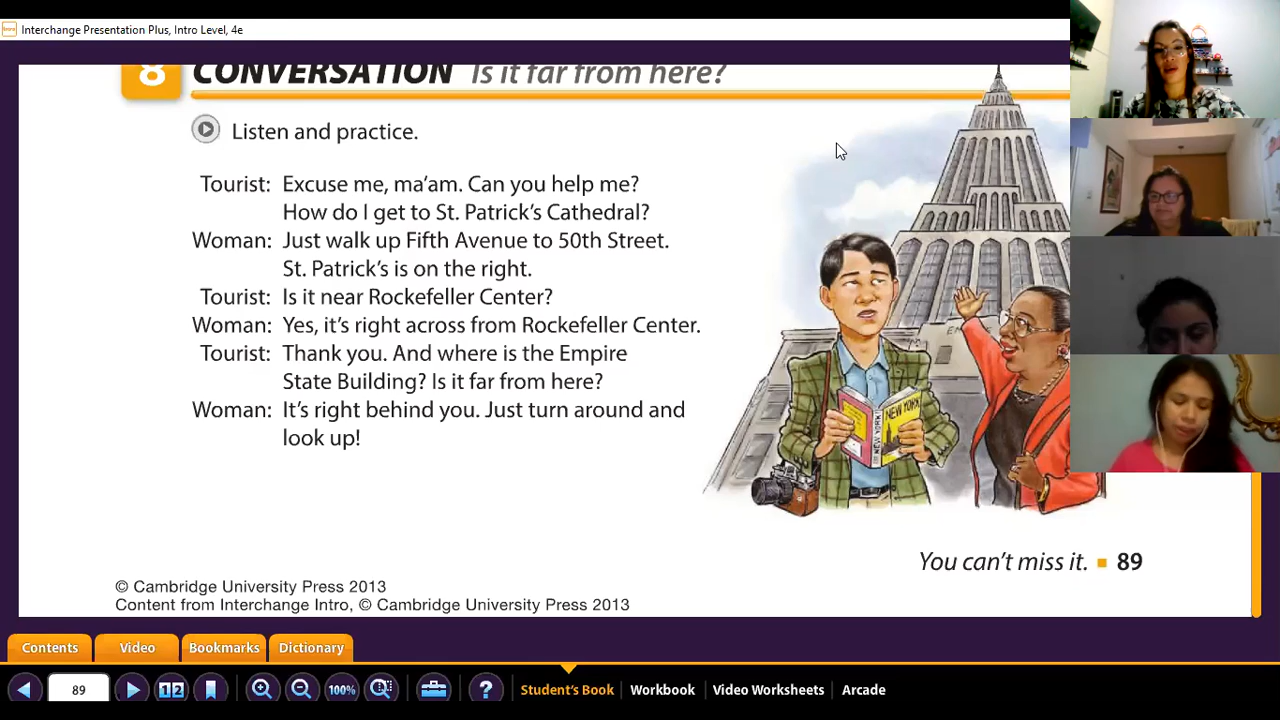 Interchange Presentation Plus, Intro Level, 4e
8 CONVERSATION Is it far from here?
Listen and practice.
Tourist: Excuse me, ma'am. Can you help me?
How do I get to St. Patrick's Cathedral?
Woman: Just walk up Fifth Avenue to 50th Street.
St. Patrick's is on the right.
Tourist: Is it near Rockefeller Center?
Woman: Yes, it's right across from Rockefeller Center.
Tourist: Thank you. And where is the Empire
State Building? Is it far from here?
Woman: It's right behind you. Just turn around and
look up!
NEW YORK
NEW YORK
You can't miss it. ■ 89
© Cambridge University Press 2013
Content from Interchange Intro, © Cambridge University Press 2013
Contents Video Bookmarks Dictionary
89 1 2 100% ? Student's Book Workbook Video Worksheets Arcade